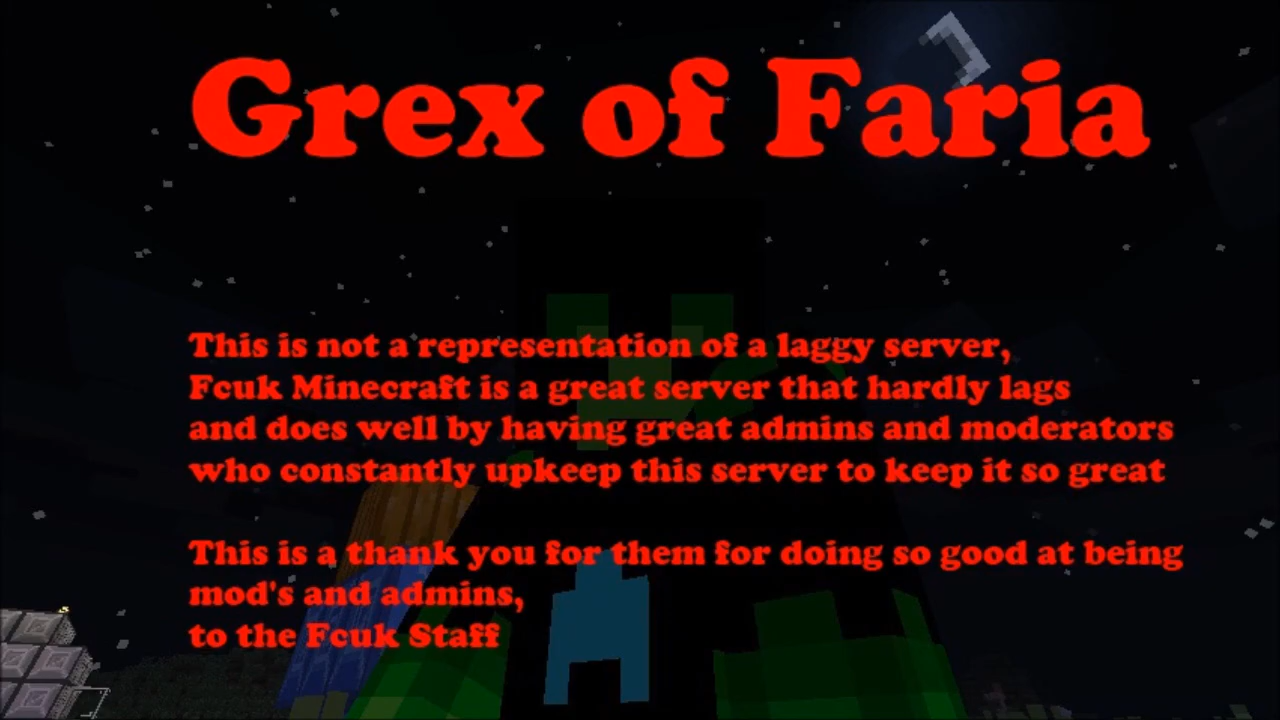 Grex of Faria
This is not a representation of a laggy server,
Fcuk Minecraft is a great server that hardly lags
and does well by having great admins and moderators
who constantly upkeep this server to keep it so great
This is a thank you for them for doing so good at being
mod's and admins,
to the Fcuk Staff